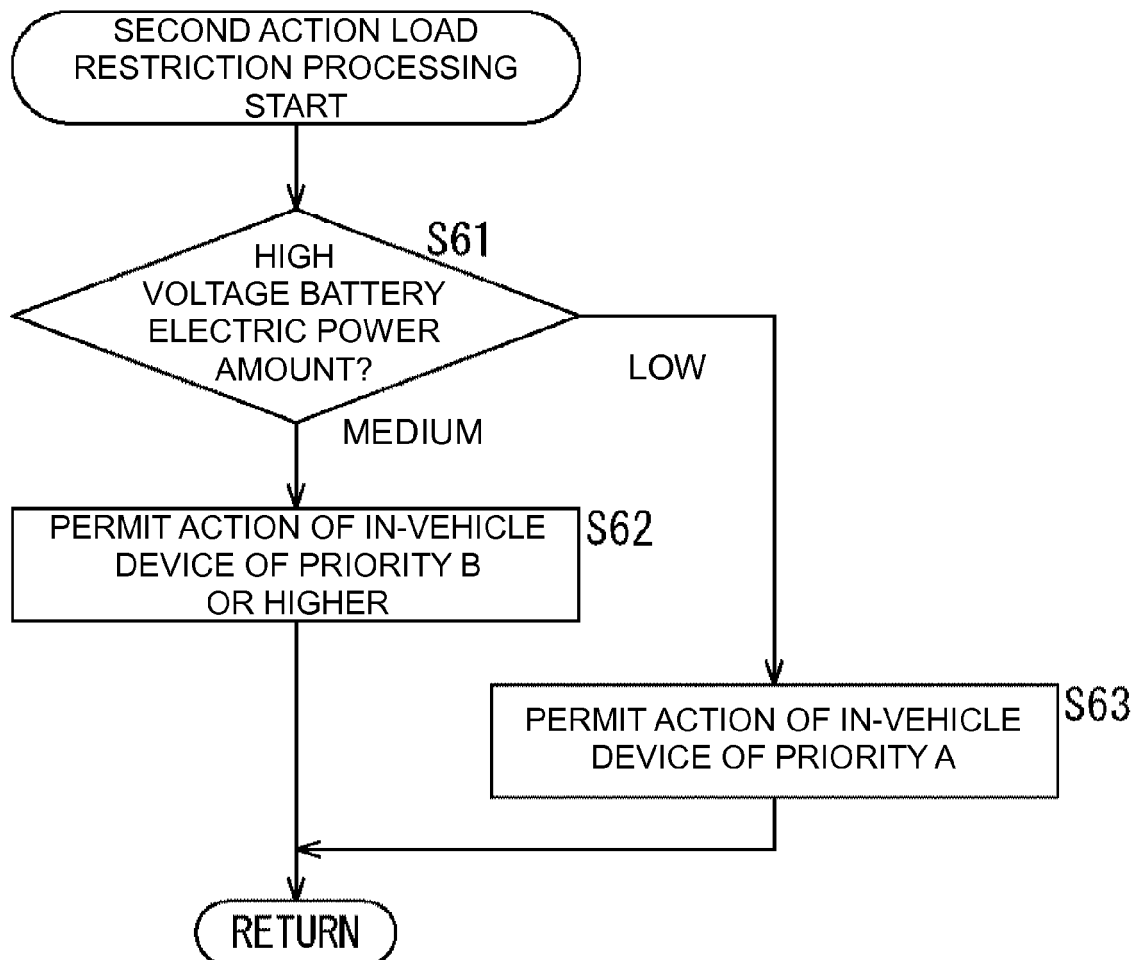 SECOND ACTION LOAD
RESTRICTION PROCESSING
START
S61
HIGH
VOLTAGE BATTERY
ELECTRIC POWER
AMOUNT?
LOW
MEDIUM
PERMIT ACTION OF IN-VEHICLE
DEVICE OF PRIORITY B
OR HIGHER
S62
PERMIT ACTION OF IN-VEHICLE
DEVICE OF PRIORITY A
S63
RETURN